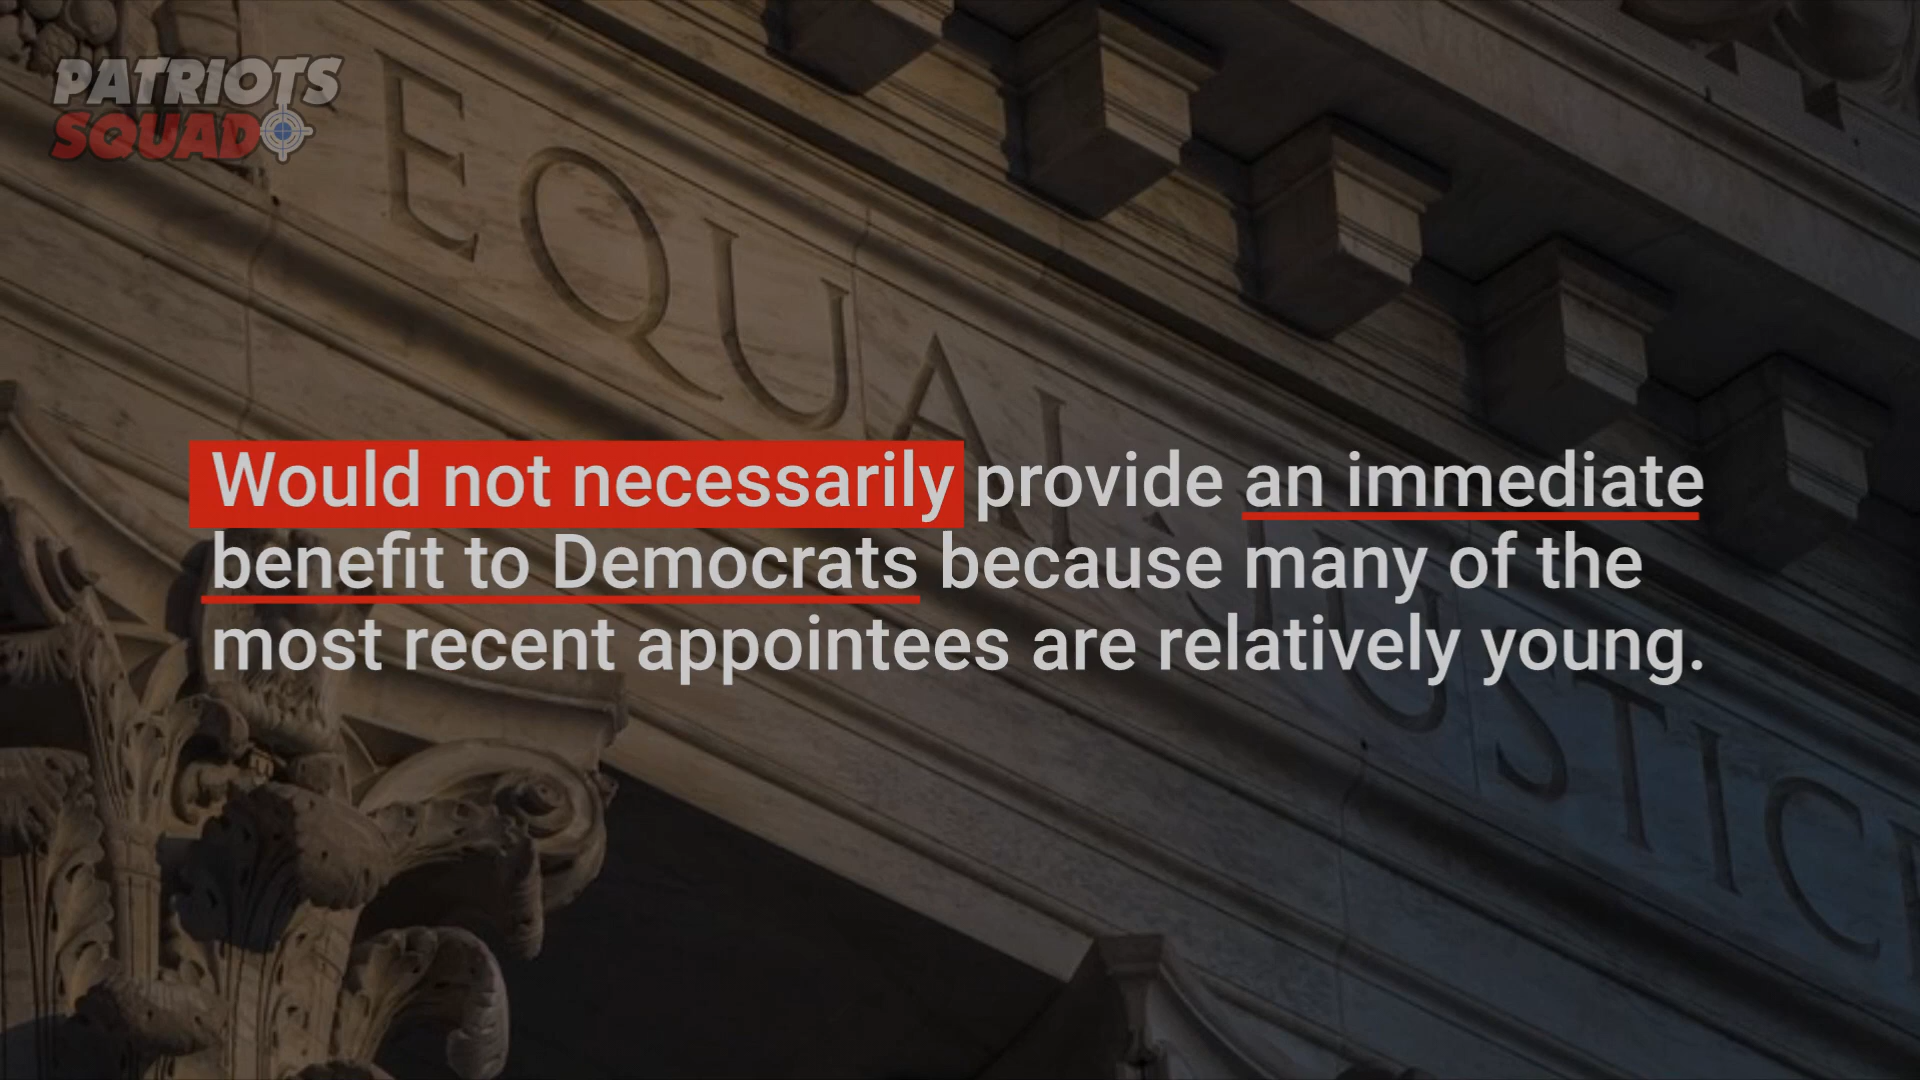 PATRIOTS
SQUAD
EQUAL JUSTIC
Would not necessarily provide an immediate
benefit to Democrats because many of the
most recent appointees are relatively young.